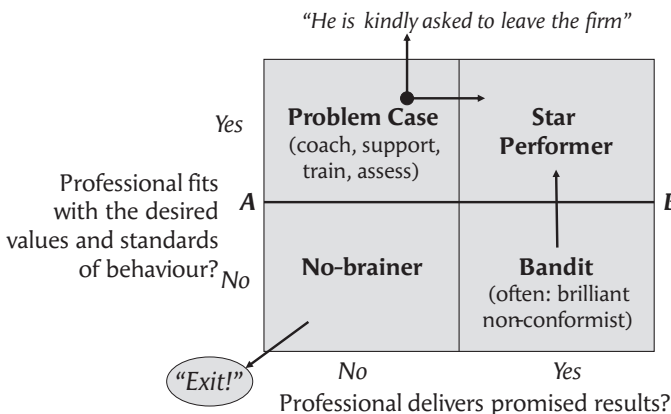 “He is kindly asked to leave the firm”
Yes
Problem Case
(coach, support,
train, assess)
Star
Performer
Professional fits
with the desired
values and standards
of behaviour?
A
B
No
No-brainer
Bandit
(often: brilliant
non-conformist)
“Exit!”
No
Yes
Professional delivers promised results?